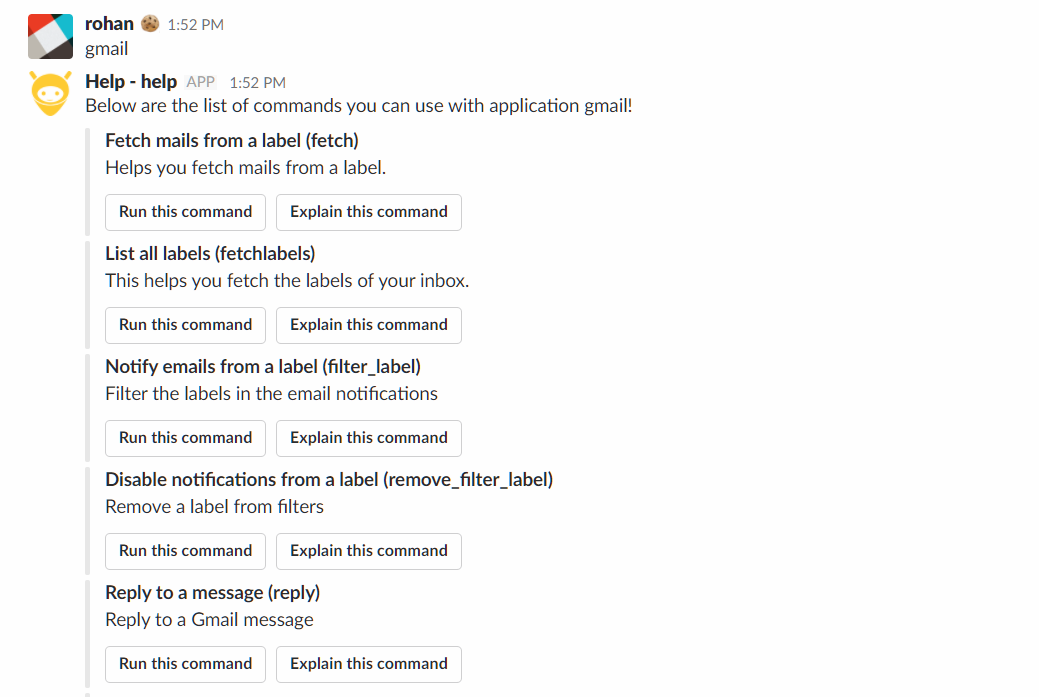 rohan 🍪 1:52 PM
gmail
Help - help APP 1:52 PM
Below are the list of commands you can use with application gmail!
Fetch mails from a label (fetch)
Helps you fetch mails from a label.
Run this command Explain this command
List all labels (fetchlabels)
This helps you fetch the labels of your inbox.
Run this command Explain this command
Notify emails from a label (filter_label)
Filter the labels in the email notifications
Run this command Explain this command
Disable notifications from a label (remove_filter_label)
Remove a label from filters
Run this command Explain this command
Reply to a message (reply)
Reply to a Gmail message
Run this command Explain this command